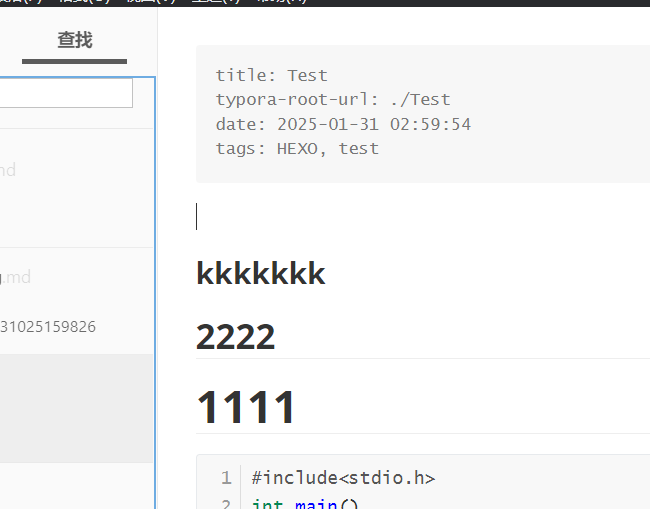 查找
title: Test
typora-root-url: ./Test
date: 2025-01-31 02:59:54
tags: HEXO, test
.md
31025159826
kkkkkkk
2222
1111
1 #include<stdio.h>
2 int main()